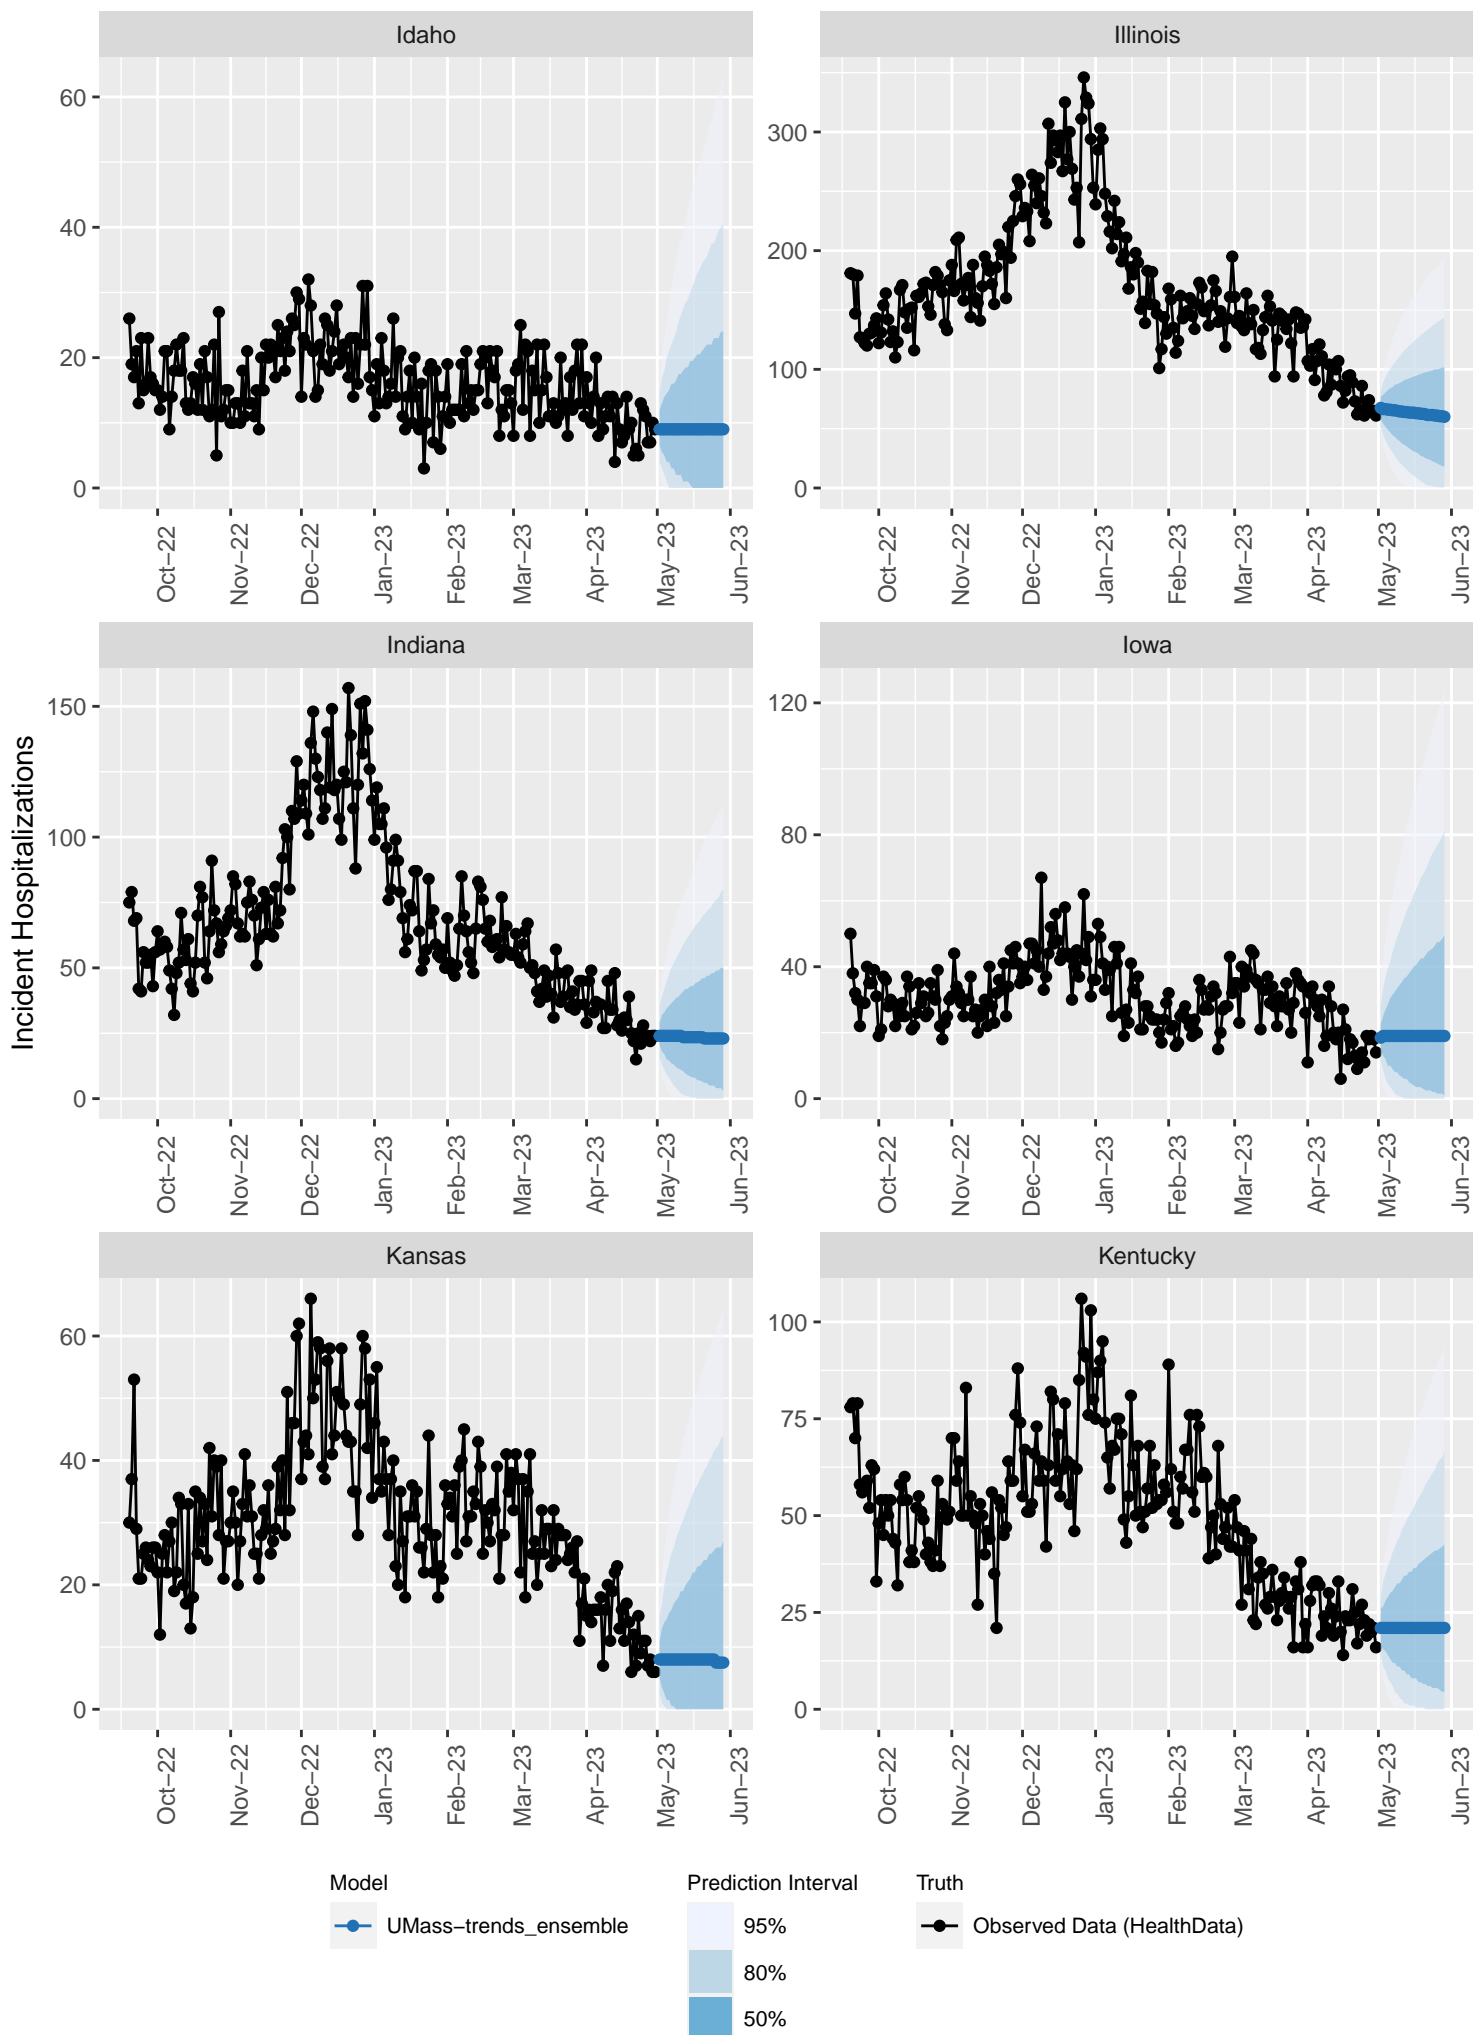 Idaho
Illinois
60
40
20
0
Oct−22
Nov−22
Dec−22
Jan−23
Feb−23
Mar−23
Apr−23
May−23
Jun−23
300
200
100
0
Oct−22
Nov−22
Dec−22
Jan−23
Feb−23
Mar−23
Apr−23
May−23
Jun−23
Indiana
Iowa
Incident Hospitalizations
150
100
50
0
Oct−22
Nov−22
Dec−22
Jan−23
Feb−23
Mar−23
Apr−23
May−23
Jun−23
120
80
40
0
Oct−22
Nov−22
Dec−22
Jan−23
Feb−23
Mar−23
Apr−23
May−23
Jun−23
Kansas
Kentucky
60
40
20
0
Oct−22
Nov−22
Dec−22
Jan−23
Feb−23
Mar−23
Apr−23
May−23
Jun−23
100
75
50
25
0
Oct−22
Nov−22
Dec−22
Jan−23
Feb−23
Mar−23
Apr−23
May−23
Jun−23
Model
UMass−trends_ensemble
Prediction Interval
95%
80%
50%
Truth
Observed Data (HealthData)